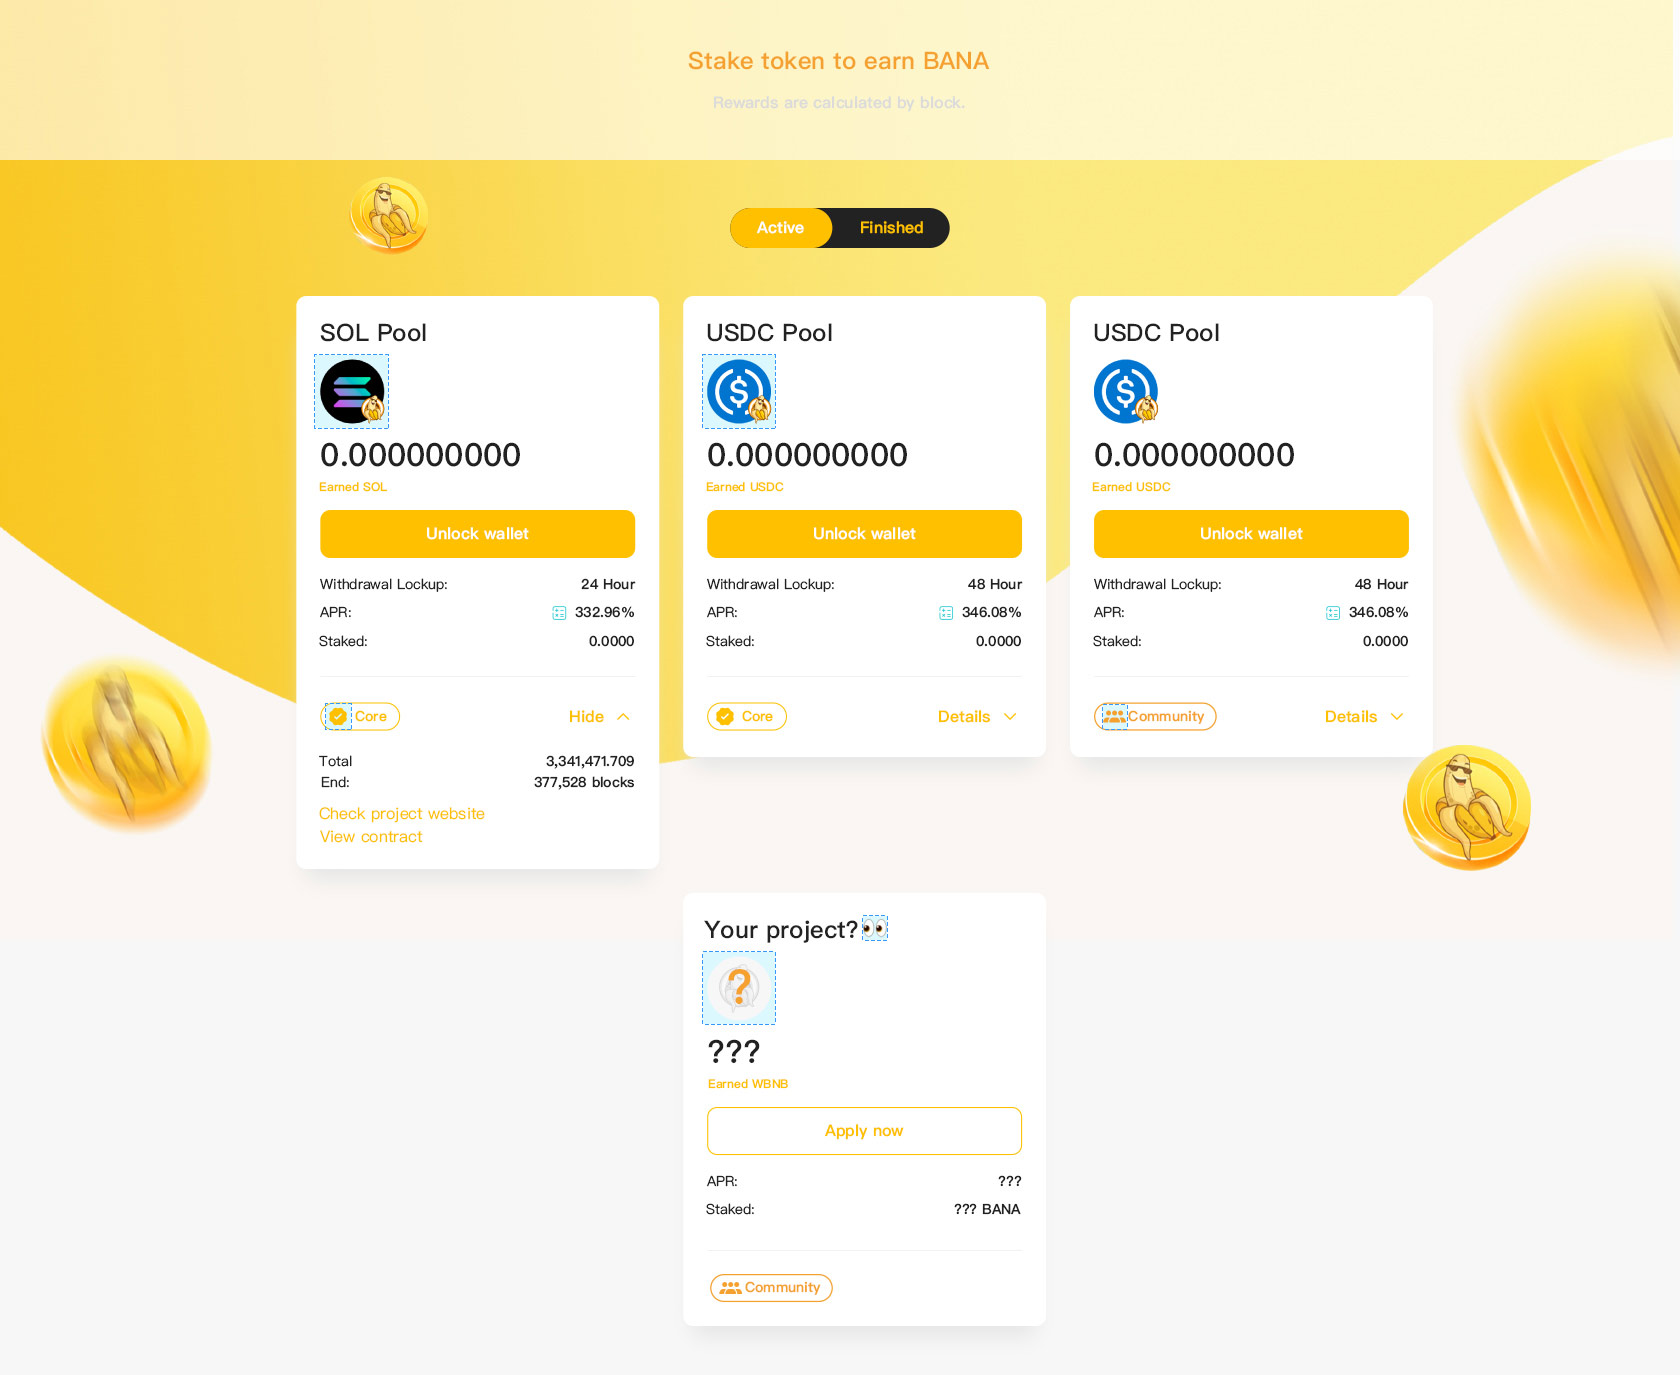 Stake token to earn BANA
Rewards are calculated by block.
Active
Finished
SOL Pool
0.000000000
Earned SOL
Unlock wallet
Withdrawal Lockup: 24 Hour
APR: 332.96%
Staked: 0.0000
Core
Hide
Total 3,341,471.709
End: 377,528 blocks
Check project website
View contract
USDC Pool
0.000000000
Earned USDC
Unlock wallet
Withdrawal Lockup: 48 Hour
APR: 346.08%
Staked: 0.0000
Core
Details
USDC Pool
0.000000000
Earned USDC
Unlock wallet
Withdrawal Lockup: 48 Hour
APR: 346.08%
Staked: 0.0000
Community
Details
Your project?👀
?
???
Earned WBNB
Apply now
APR: ???
Staked: ??? BANA
Community